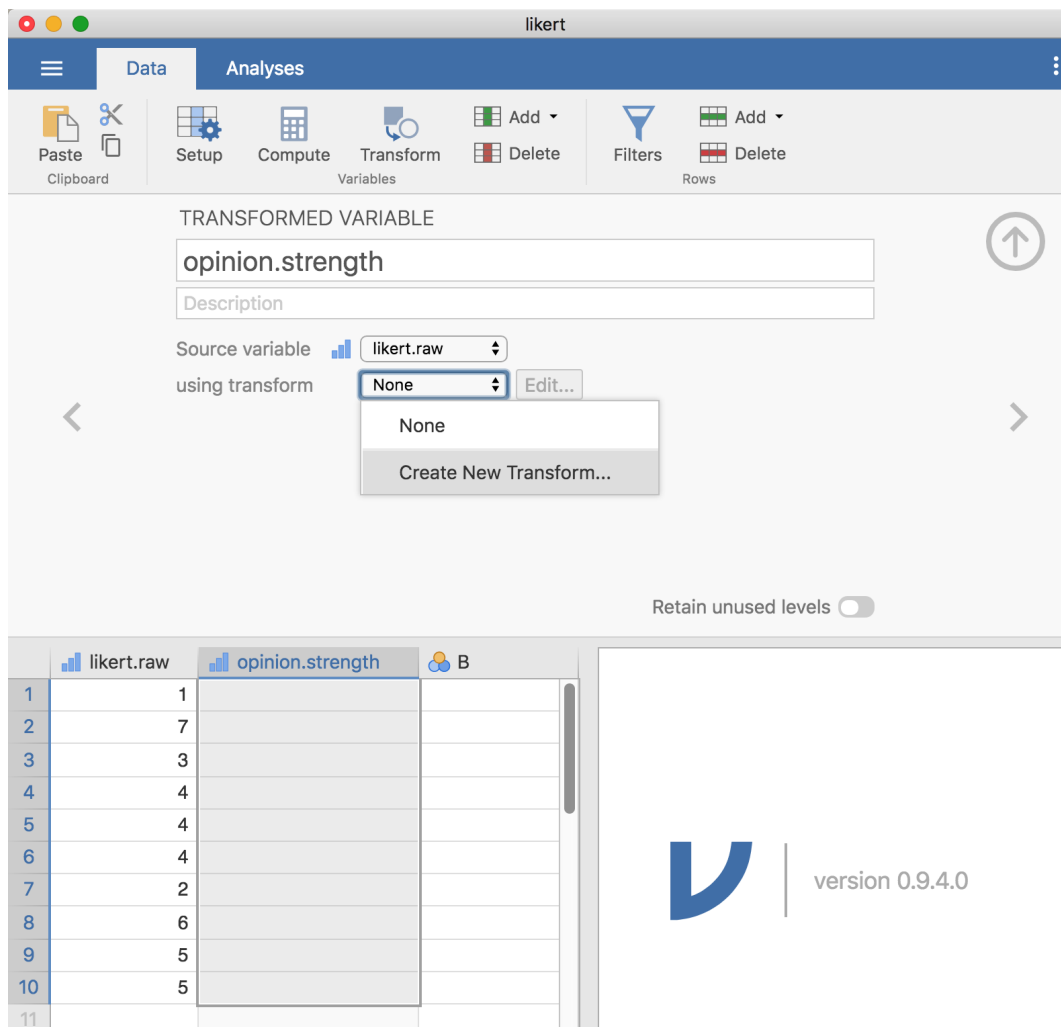 likert
Data Analyses
Paste Setup Compute Transform Add Delete Filters Add Delete
Clipboard Variables Rows
TRANSFORMED VARIABLE
opinion.strength
Description
Source variable likert.raw
using transform None Edit...
None
Create New Transform...
Retain unused levels
likert.raw opinion.strength B
1 1
2 7
3 3
4 4
5 4
6 4
7 2
8 6
9 5
10 5
11
version 0.9.4.0